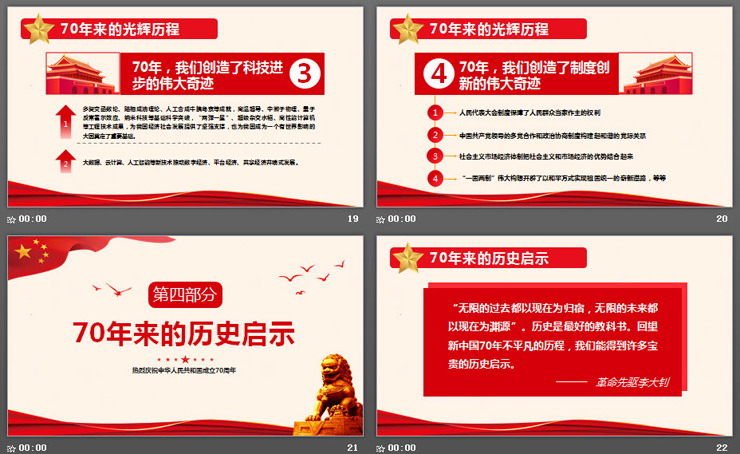 70年来的光辉历程
70年，我们创造了科技进
步的伟大奇迹
3
1
多复变函数论、陆相成油理论、人工合成牛胰岛素等成就，高温超导、中微子物理、量子
反常霍尔效应、纳米科技等基础科学突破，“两弹一星”、超级杂交水稻、高性能计算机
等工程技术成果，为我国经济社会发展提供了坚强支撑，也为我国成为一个有世界影响的
大国奠定了重要基础。
2
大数据、云计算、人工智能等新技术推动数字经济、平台经济、共享经济井喷式发展。
00:00
19
70年来的光辉历程
4
70年，我们创造了制度创
新的伟大奇迹
1
人民代表大会制度保障了人民群众当家作主的权利
2
中国共产党领导的多党合作和政治协商制度构建起和谐的党际关系
3
社会主义市场经济体制把社会主义和市场经济的优势结合起来
4
“一国两制”伟大构想开辟了以和平方式实现祖国统一的崭新道路，等等
00:00
20
第四部分
70年来的历史启示
热烈庆祝中华人民共和国成立70周年
00:00
21
70年来的历史启示
“无限的过去都以现在为归宿，无限的未来都
以现在为渊源”。历史是最好的教科书。回望
新中国70年不平凡的历程，我们能得到许多宝
贵的历史启示。
—— 革命先驱李大钊
00:00
22